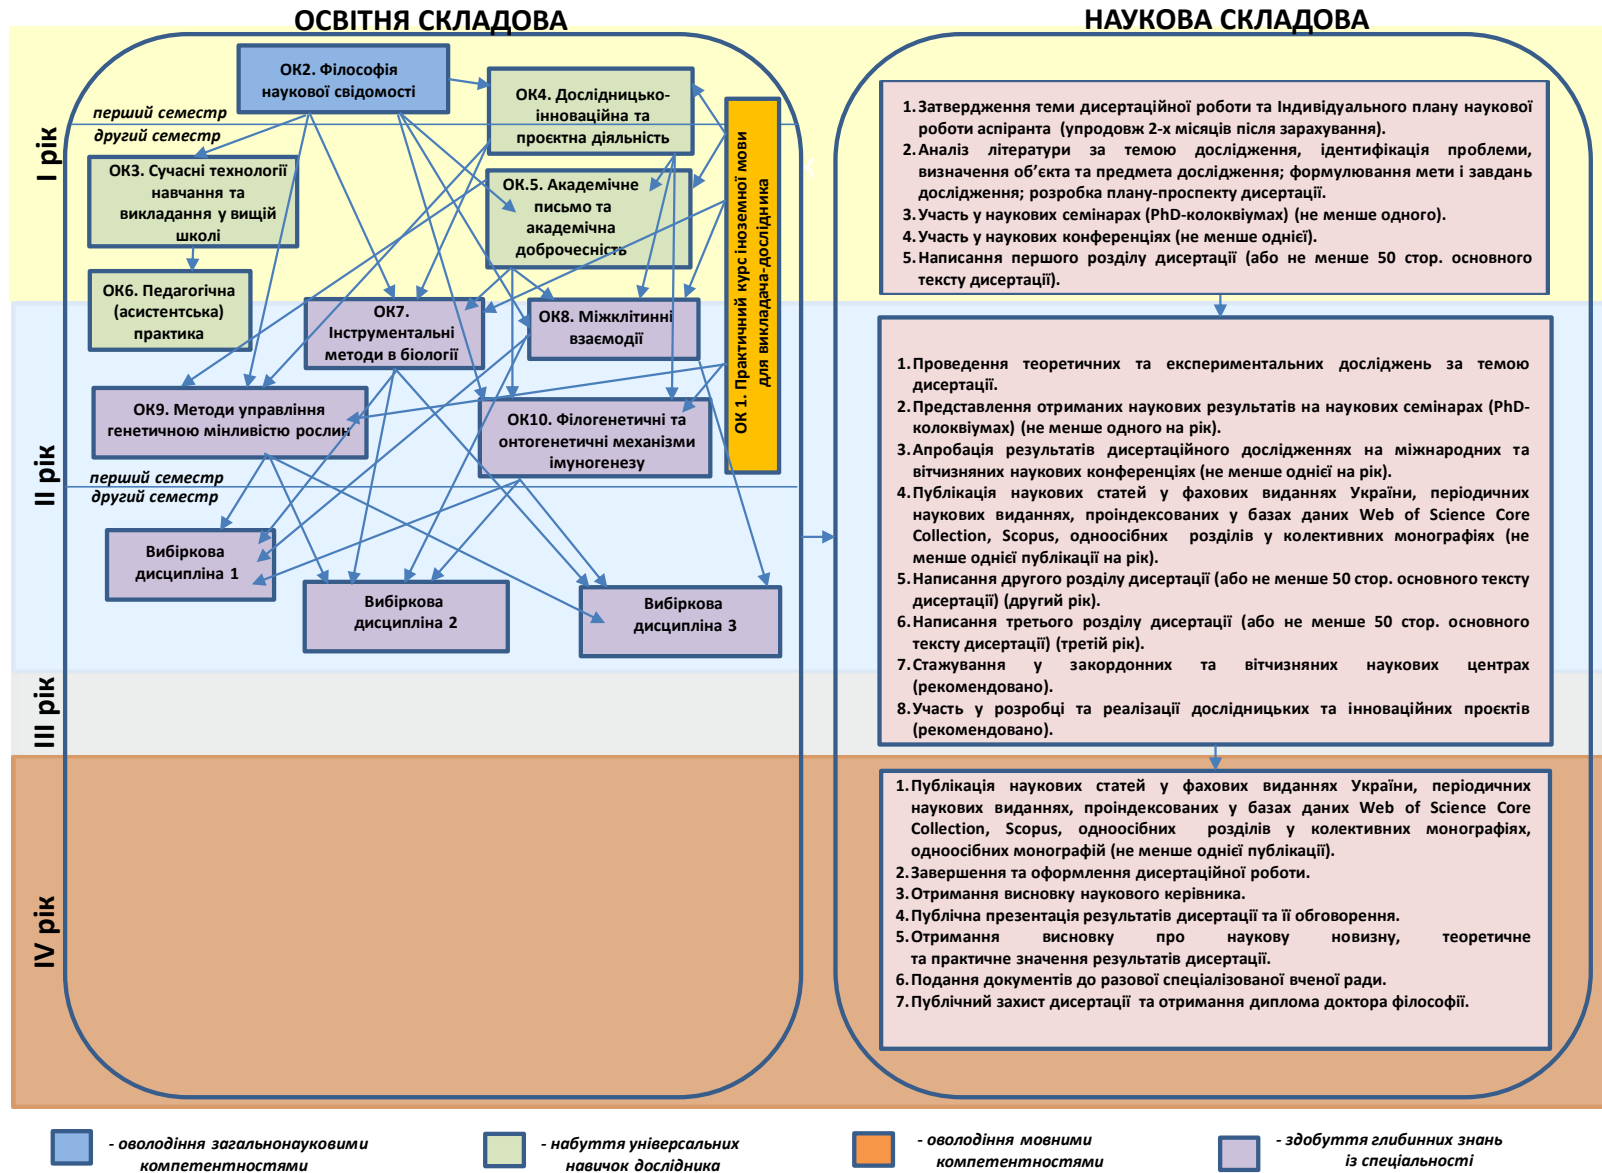 ОСВІТНЯ СКЛАДОВА
НАУКОВА СКЛАДОВА
І рік
перший семестр
другий семестр
ОК2. Філософія
наукової свідомості
ОК4. Дослідницько-
інноваційна та
проєктна діяльність
ОК3. Сучасні технології
навчання та
викладання у вищій
школі
ОК.5. Академічне
письмо та
академічна
доброчесність
ОК6. Педагогічна
(асистентська)
практика
ОК 1. Практичний курс іноземної мови
для викладача-дослідника
ІІ рік
ОК7.
Інструментальні
методи в біології
ОК8. Міжклітинні
взаємодії
ОК9. Методи управління
генетичною мінливістю рослин
ОК10. Філогенетичні та
онтогенетичні механізми
імуногенезу
перший семестр
другий семестр
Вибіркова
дисципліна 1
Вибіркова
дисципліна 2
Вибіркова
дисципліна 3
ІІІ рік
IV рік
1. Затвердження теми дисертаційної роботи та Індивідуального плану наукової
роботи аспіранта (упродовж 2-х місяців після зарахування).
2. Аналіз літератури за темою дослідження, ідентифікація проблеми,
визначення об’єкта та предмета дослідження; формулювання мети і завдань
дослідження; розробка плану-проспекту дисертації.
3. Участь у наукових семінарах (PhD-колоквіумах) (не менше одного).
4. Участь у наукових конференціях (не менше однієї).
5. Написання першого розділу дисертації (або не менше 50 стор. основного
тексту дисертації).
1. Проведення теоретичних та експериментальних досліджень за темою
дисертації.
2. Представлення отриманих наукових результатів на наукових семінарах (PhD-
колоквіумах) (не менше одного на рік).
3. Апробація результатів дисертаційного дослідженнях на міжнародних та
вітчизняних наукових конференціях (не менше однієї на рік).
4. Публікація наукових статей у фахових виданнях України, періодичних
наукових виданнях, проіндексованих у базах даних Web of Science Core
Collection, Scopus, одноосібних розділів у колективних монографіях (не
менше однієї публікації на рік).
5. Написання другого розділу дисертації (або не менше 50 стор. основного тексту
дисертації) (другий рік).
6. Написання третього розділу дисертації (або не менше 50 стор. основного
тексту дисертації) (третій рік).
7. Стажування у закордонних та вітчизняних наукових центрах
(рекомендовано).
8. Участь у розробці та реалізації дослідницьких та інноваційних проєктів
(рекомендовано).
1. Публікація наукових статей у фахових виданнях України, періодичних
наукових виданнях, проіндексованих у базах даних Web of Science Core
Collection, Scopus, одноосібних розділів у колективних монографіях,
одноосібних монографій (не менше однієї публікації).
2. Завершення та оформлення дисертаційної роботи.
3. Отримання висновку наукового керівника.
4. Публічна презентація результатів дисертації та її обговорення.
5. Отримання висновку про наукову новизну, теоретичне
та практичне значення результатів дисертації.
6. Подання документів до разової спеціалізованої вченої ради.
7. Публічний захист дисертації та отримання диплома доктора філософії.
- оволодіння загальнонауковими
компетентностями
- набуття універсальних
навичок дослідника
- оволодіння мовними
компетентностями
- здобуття глибинних знань
із спеціальності